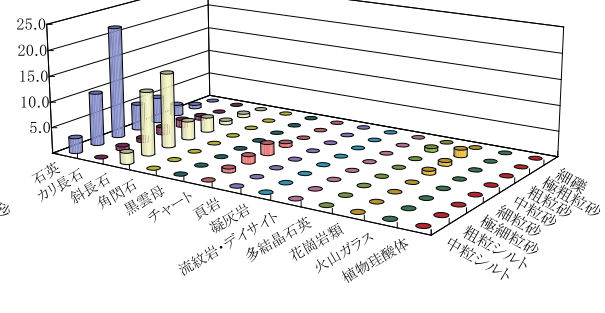 25.0
20.0
15.0
10.0
5.0
石英
カリ長石
斜長石
角閃石
黒雲母
チャート
頁岩
凝灰岩
流紋岩・デイサイト
多結晶石英
花崗岩類
火山ガラス
植物珪酸体
細礫
極粗粒砂
粗粒砂
中粒砂
細粒砂
極細粒砂
粗粒シルト
中粒シルト